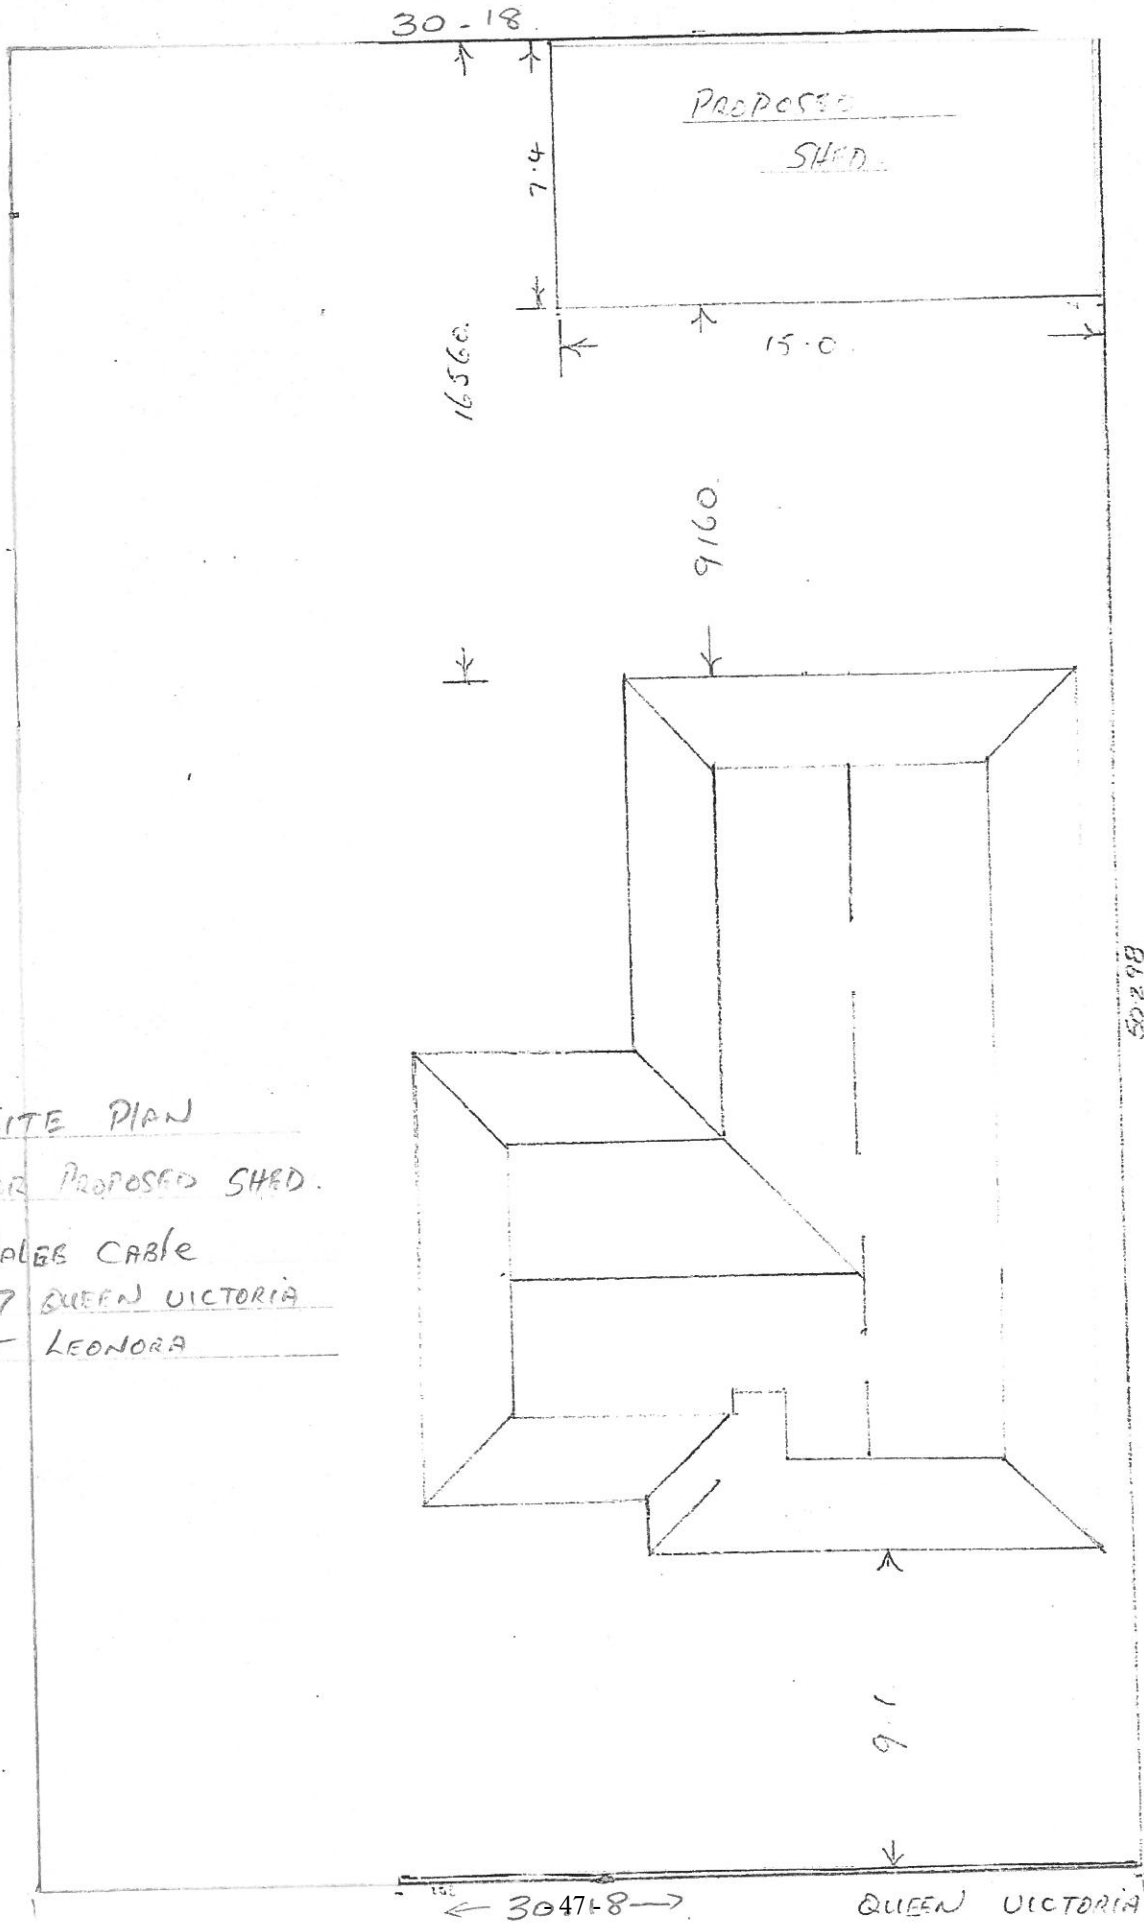 30-18.
PROPOSED
SHED.
7.4
15.0.
16560.
9160.
50.298
SITE PLAN
PROPOSED SHED.
CABLE
QUEEN VICTORIA
LEONORA
9.1
QUEEN VICTORIA